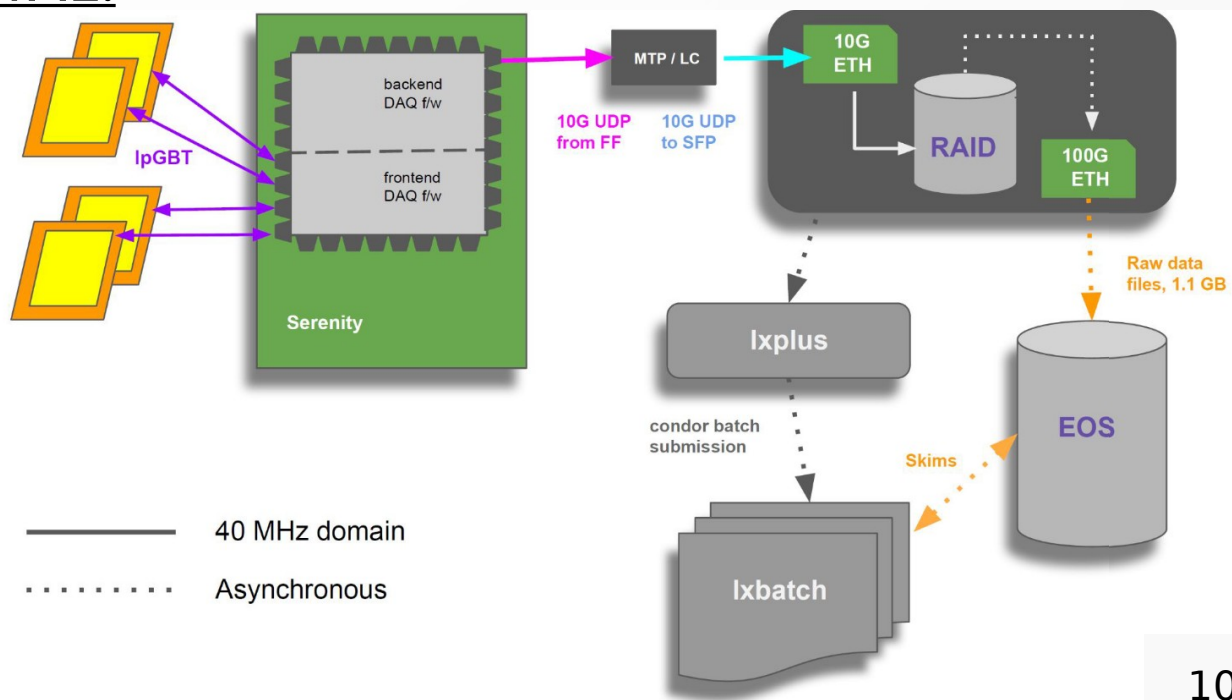 backend
DAQ f/w
frontend
DAQ f/w
lpGBT
Serenity
MTP / LC
10G UDP
from FF
10G UDP
to SFP
10G
ETH
RAID
100G
ETH
Raw data
files, 1.1 GB
lxplus
condor batch
submission
Skims
EOS
lxbatch
40 MHz domain
Asynchronous
10